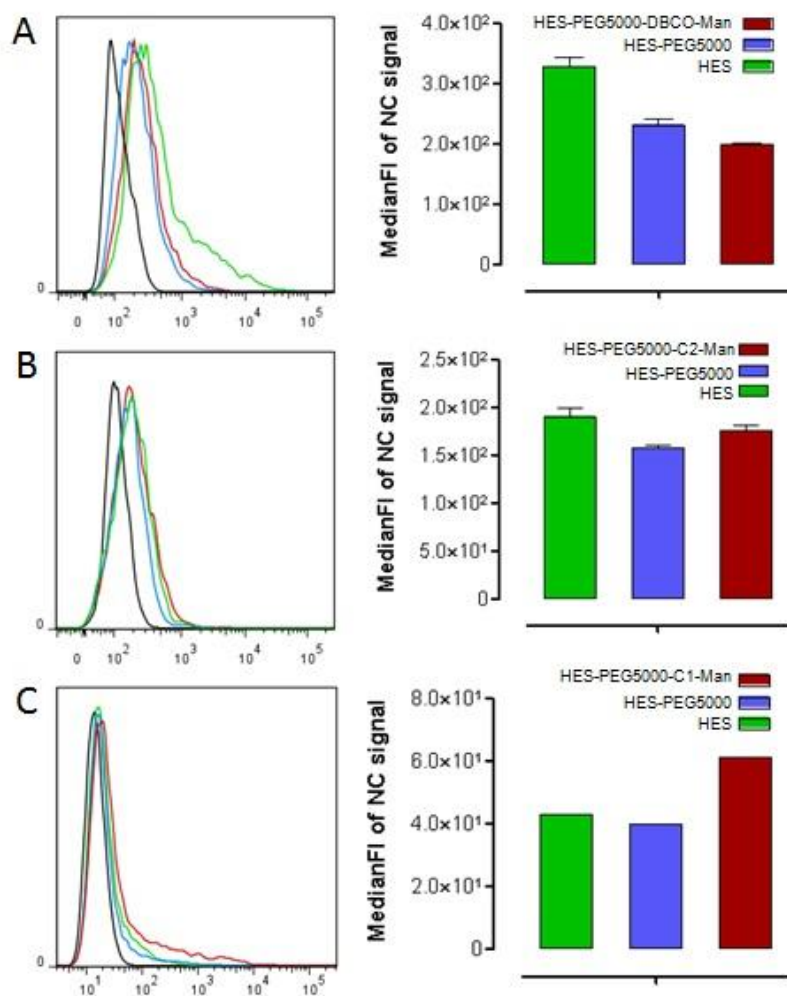 A
0
0 10² 10³ 10⁴ 10⁵
MedianFI of NC signal
4.0×10²
3.0×10²
2.0×10²
1.0×10²
0
HES-PEG5000-DBCO-Man
HES-PEG5000
HES
B
0
0 10² 10³ 10⁴ 10⁵
MedianFI of NC signal
2.5×10²
2.0×10²
1.5×10²
1.0×10²
5.0×10¹
0
HES-PEG5000-C2-Man
HES-PEG5000
HES
C
0
10¹ 10² 10³ 10⁴ 10⁵
MedianFI of NC signal
8.0×10¹
6.0×10¹
4.0×10¹
2.0×10¹
0
HES-PEG5000-C1-Man
HES-PEG5000
HES